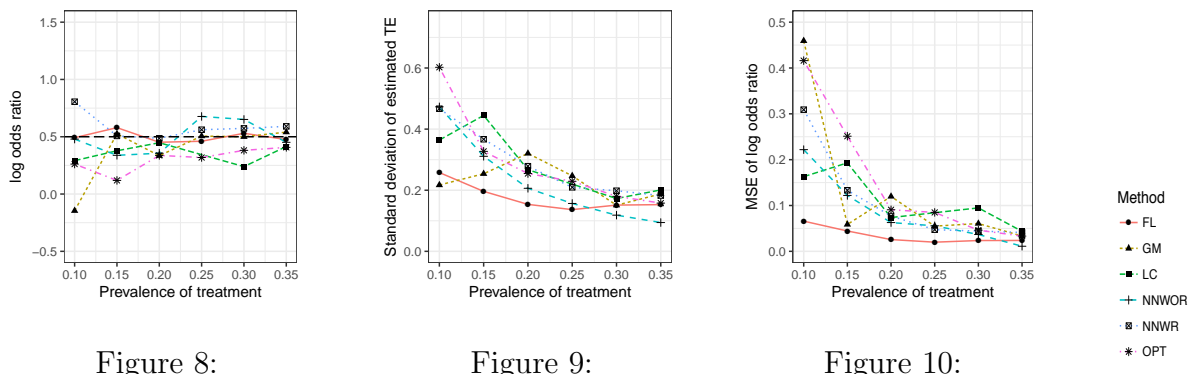 log odds ratio
1.5
1.0
0.5
0.0
−0.5
0.10 0.15 0.20 0.25 0.30 0.35
Prevalence of treatment
Figure 8:
Standard deviation of estimated TE
0.6
0.4
0.2
0.0
0.10 0.15 0.20 0.25 0.30 0.35
Prevalence of treatment
Figure 9:
MSE of log odds ratio
0.5
0.4
0.3
0.2
0.1
0.0
0.10 0.15 0.20 0.25 0.30 0.35
Prevalence of treatment
Figure 10:
Method
FL
GM
LC
NNWOR
NNWR
OPT